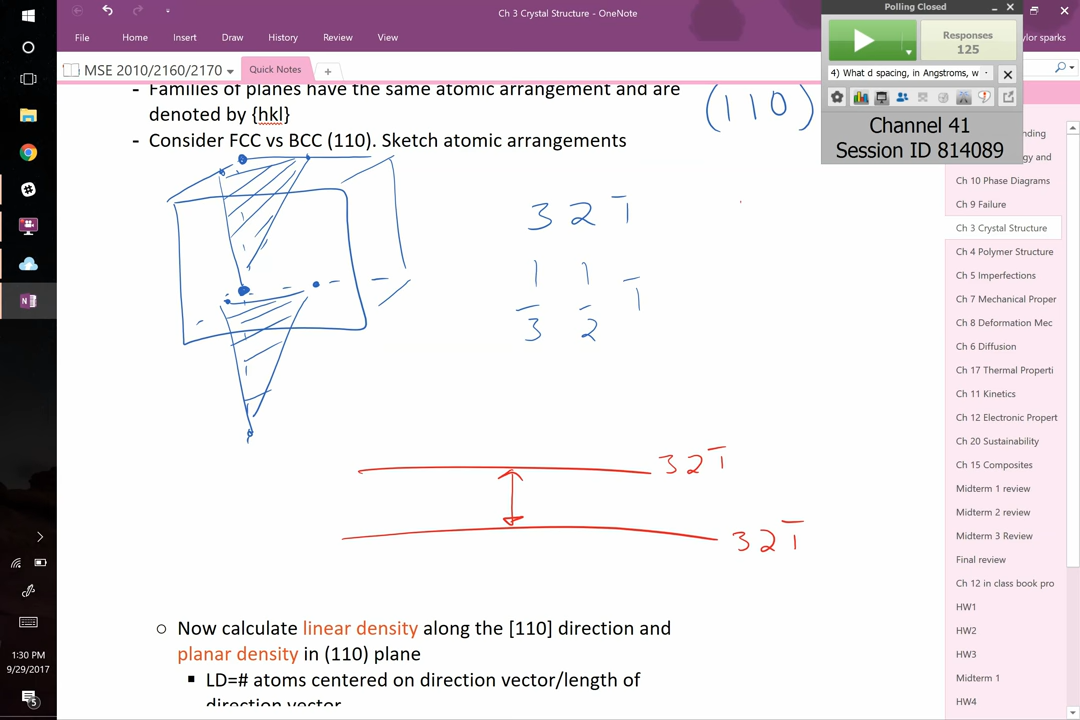 Ch 3 Crystal Structure - OneNote
Polling Closed
File Home Insert Draw History Review View
Responses
125
ylor sparks
MSE 2010/2160/2170
Quick Notes
4) What d spacing, in Angstroms, w
Channel 41
Session ID 814089
- Families of planes have the same atomic arrangement and are
denoted by {hkl}
(110)
- Consider FCC vs BCC (110). Sketch atomic arrangements
3 2 1̅
1 1 1̅
3 2
3 2 1̅
3 2 1̅
○ Now calculate linear density along the [110] direction and
planar density in (110) plane
▪ LD=# atoms centered on direction vector/length of
direction vector
nding
gy and
Ch 10 Phase Diagrams
Ch 9 Failure
Ch 3 Crystal Structure
Ch 4 Polymer Structure
Ch 5 Imperfections
Ch 7 Mechanical Proper
Ch 8 Deformation Mec
Ch 6 Diffusion
Ch 17 Thermal Properti
Ch 11 Kinetics
Ch 12 Electronic Propert
Ch 20 Sustainability
Ch 15 Composites
Midterm 1 review
Midterm 2 review
Midterm 3 Review
Final review
Ch 12 in class book pro
HW1
HW2
HW3
Midterm 1
HW4
1:30 PM
9/29/2017
5